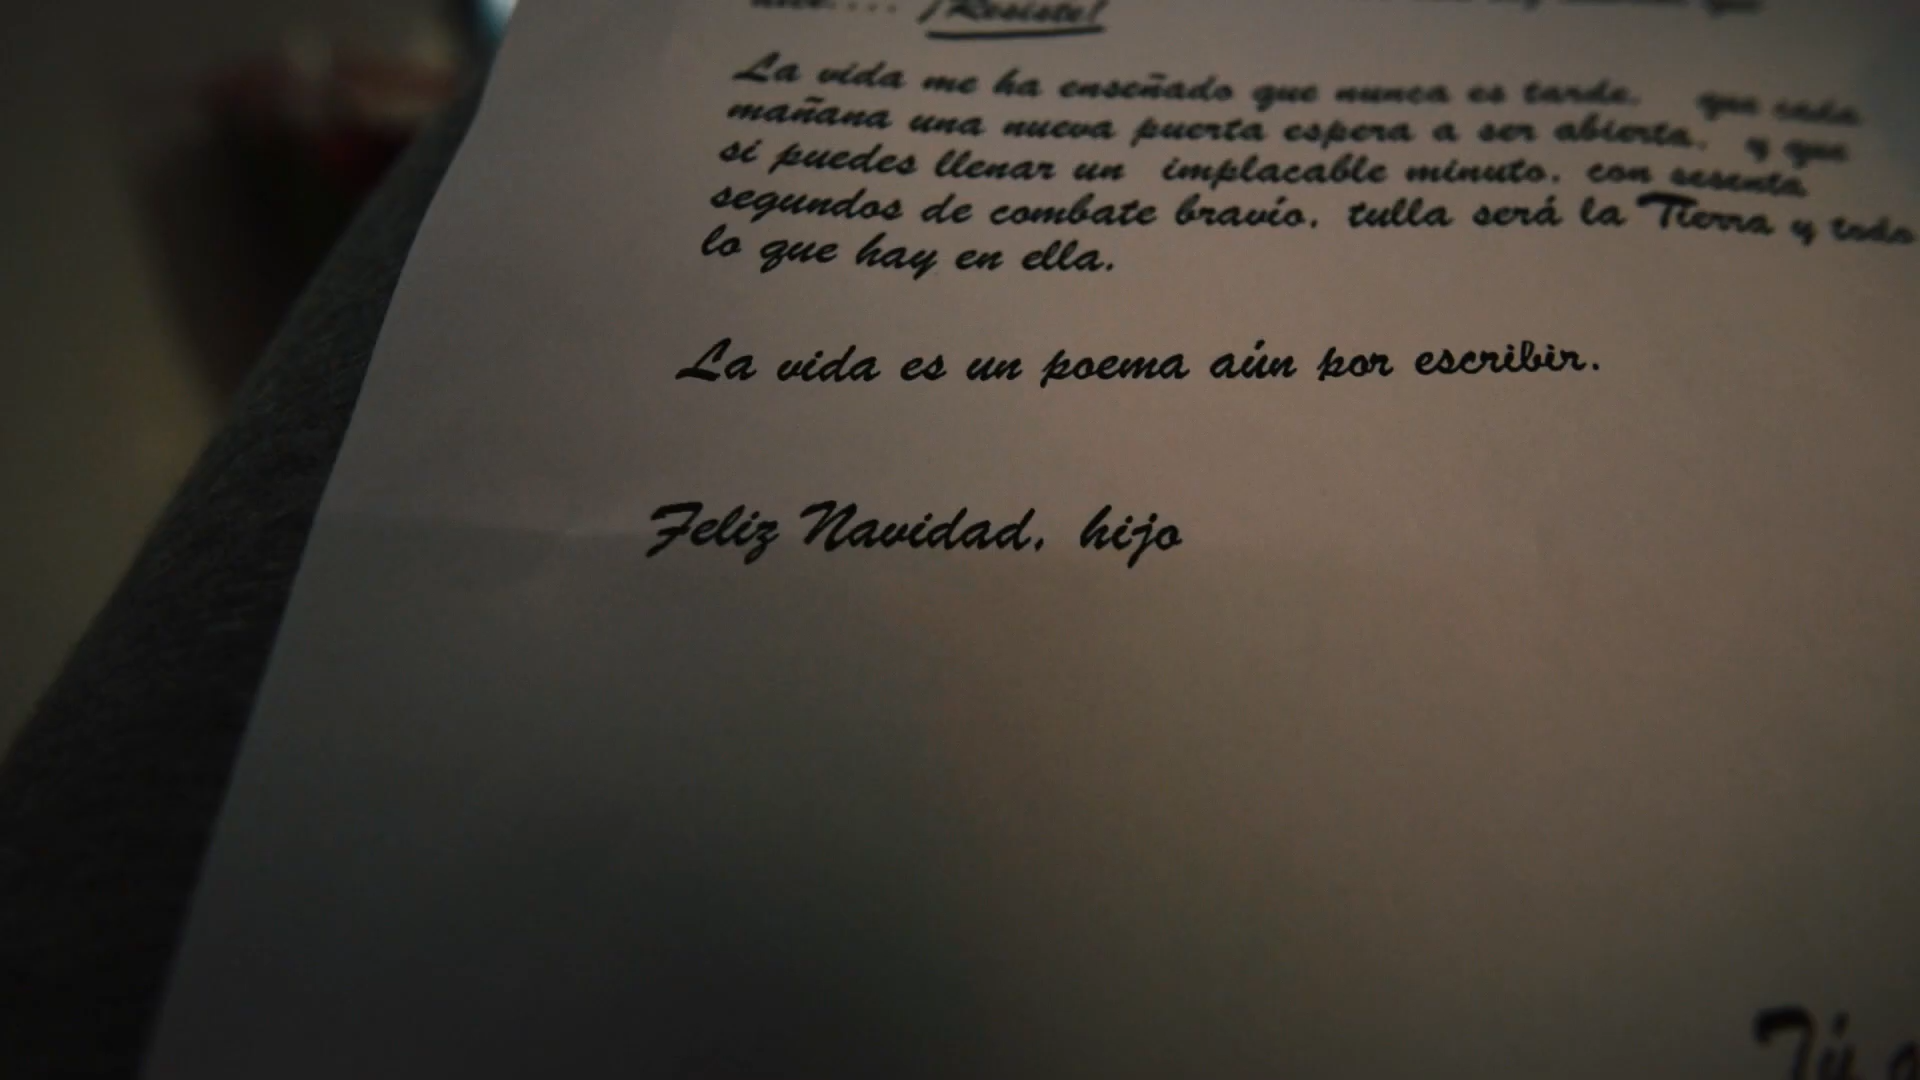 ¡Resiste!
La vida me ha enseñado que nunca es tarde, que cada
mañana una nueva puerta espera a ser abierta, y que
si puedes llenar un implacable minuto, con sesenta
segundos de combate bravío, tulla será la Tierra y todo
lo que hay en ella.
La vida es un poema aún por escribir.
Feliz Navidad, hijo
Tú